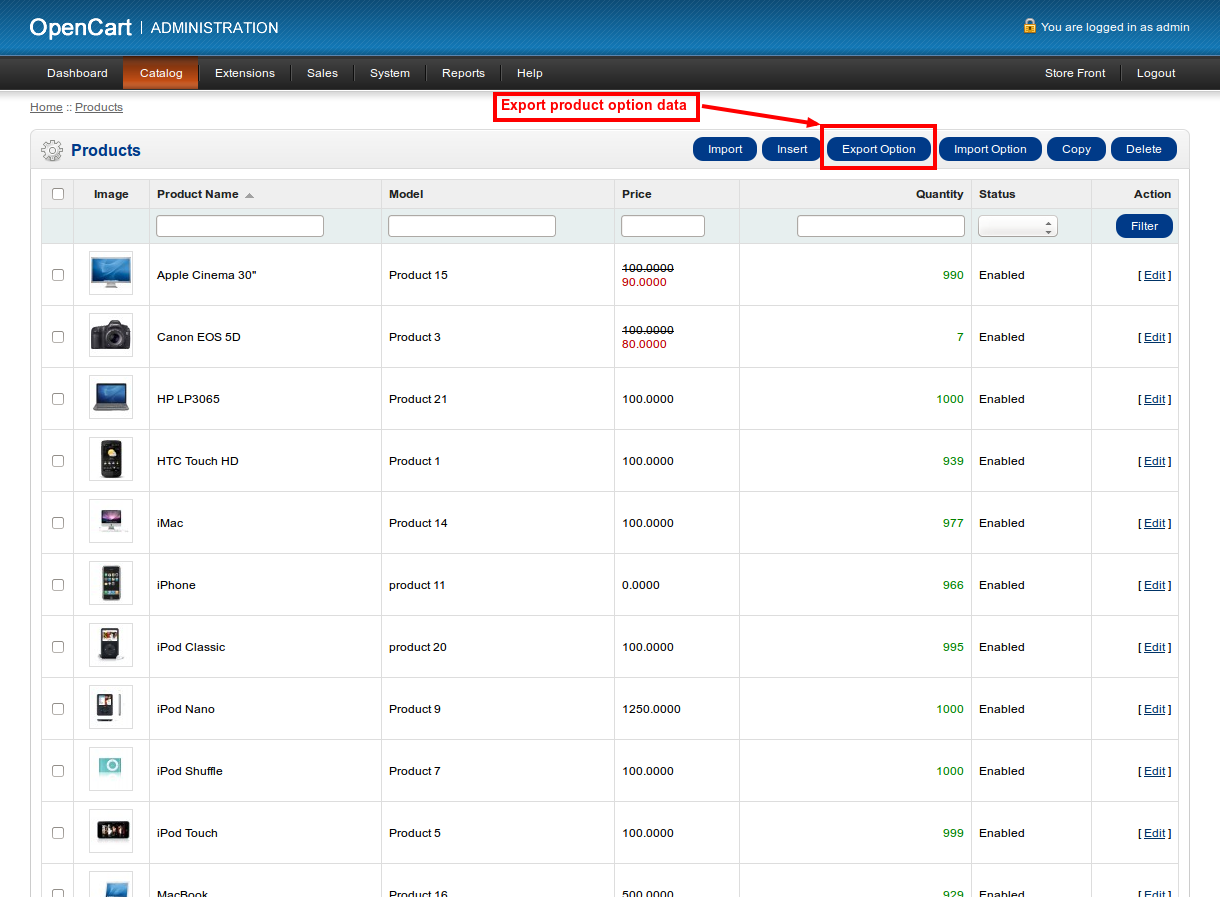 OpenCart | ADMINISTRATION
You are logged in as admin
Dashboard Catalog Extensions Sales System Reports Help Store Front Logout
Home :: Products
Export product option data
Products
Import Insert Export Option Import Option Copy Delete
Image Product Name Model Price Quantity Status Action
Filter
Apple Cinema 30" Product 15 100.0000 90.0000 990 Enabled [ Edit ]
Canon EOS 5D Product 3 100.0000 80.0000 7 Enabled [ Edit ]
HP LP3065 Product 21 100.0000 1000 Enabled [ Edit ]
HTC Touch HD Product 1 100.0000 939 Enabled [ Edit ]
iMac Product 14 100.0000 977 Enabled [ Edit ]
iPhone product 11 0.0000 966 Enabled [ Edit ]
iPod Classic product 20 100.0000 995 Enabled [ Edit ]
iPod Nano Product 9 1250.0000 1000 Enabled [ Edit ]
iPod Shuffle Product 7 100.0000 1000 Enabled [ Edit ]
iPod Touch Product 5 100.0000 999 Enabled [ Edit ]
MacBook Product 16 500.0000 929 Enabled [ Edit ]